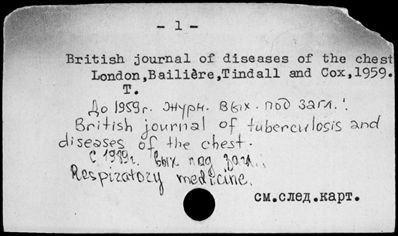 - 1 -
British journal of diseases of the chest
London,Bailière,Tindall and Cox,1959.
T.
До 1959г. журн. вых. под загл.:
British journal of tuberculosis and
diseases of the chest.
С 1979г. вых. под загл.:
Respiratory medicine.
см.след.карт.